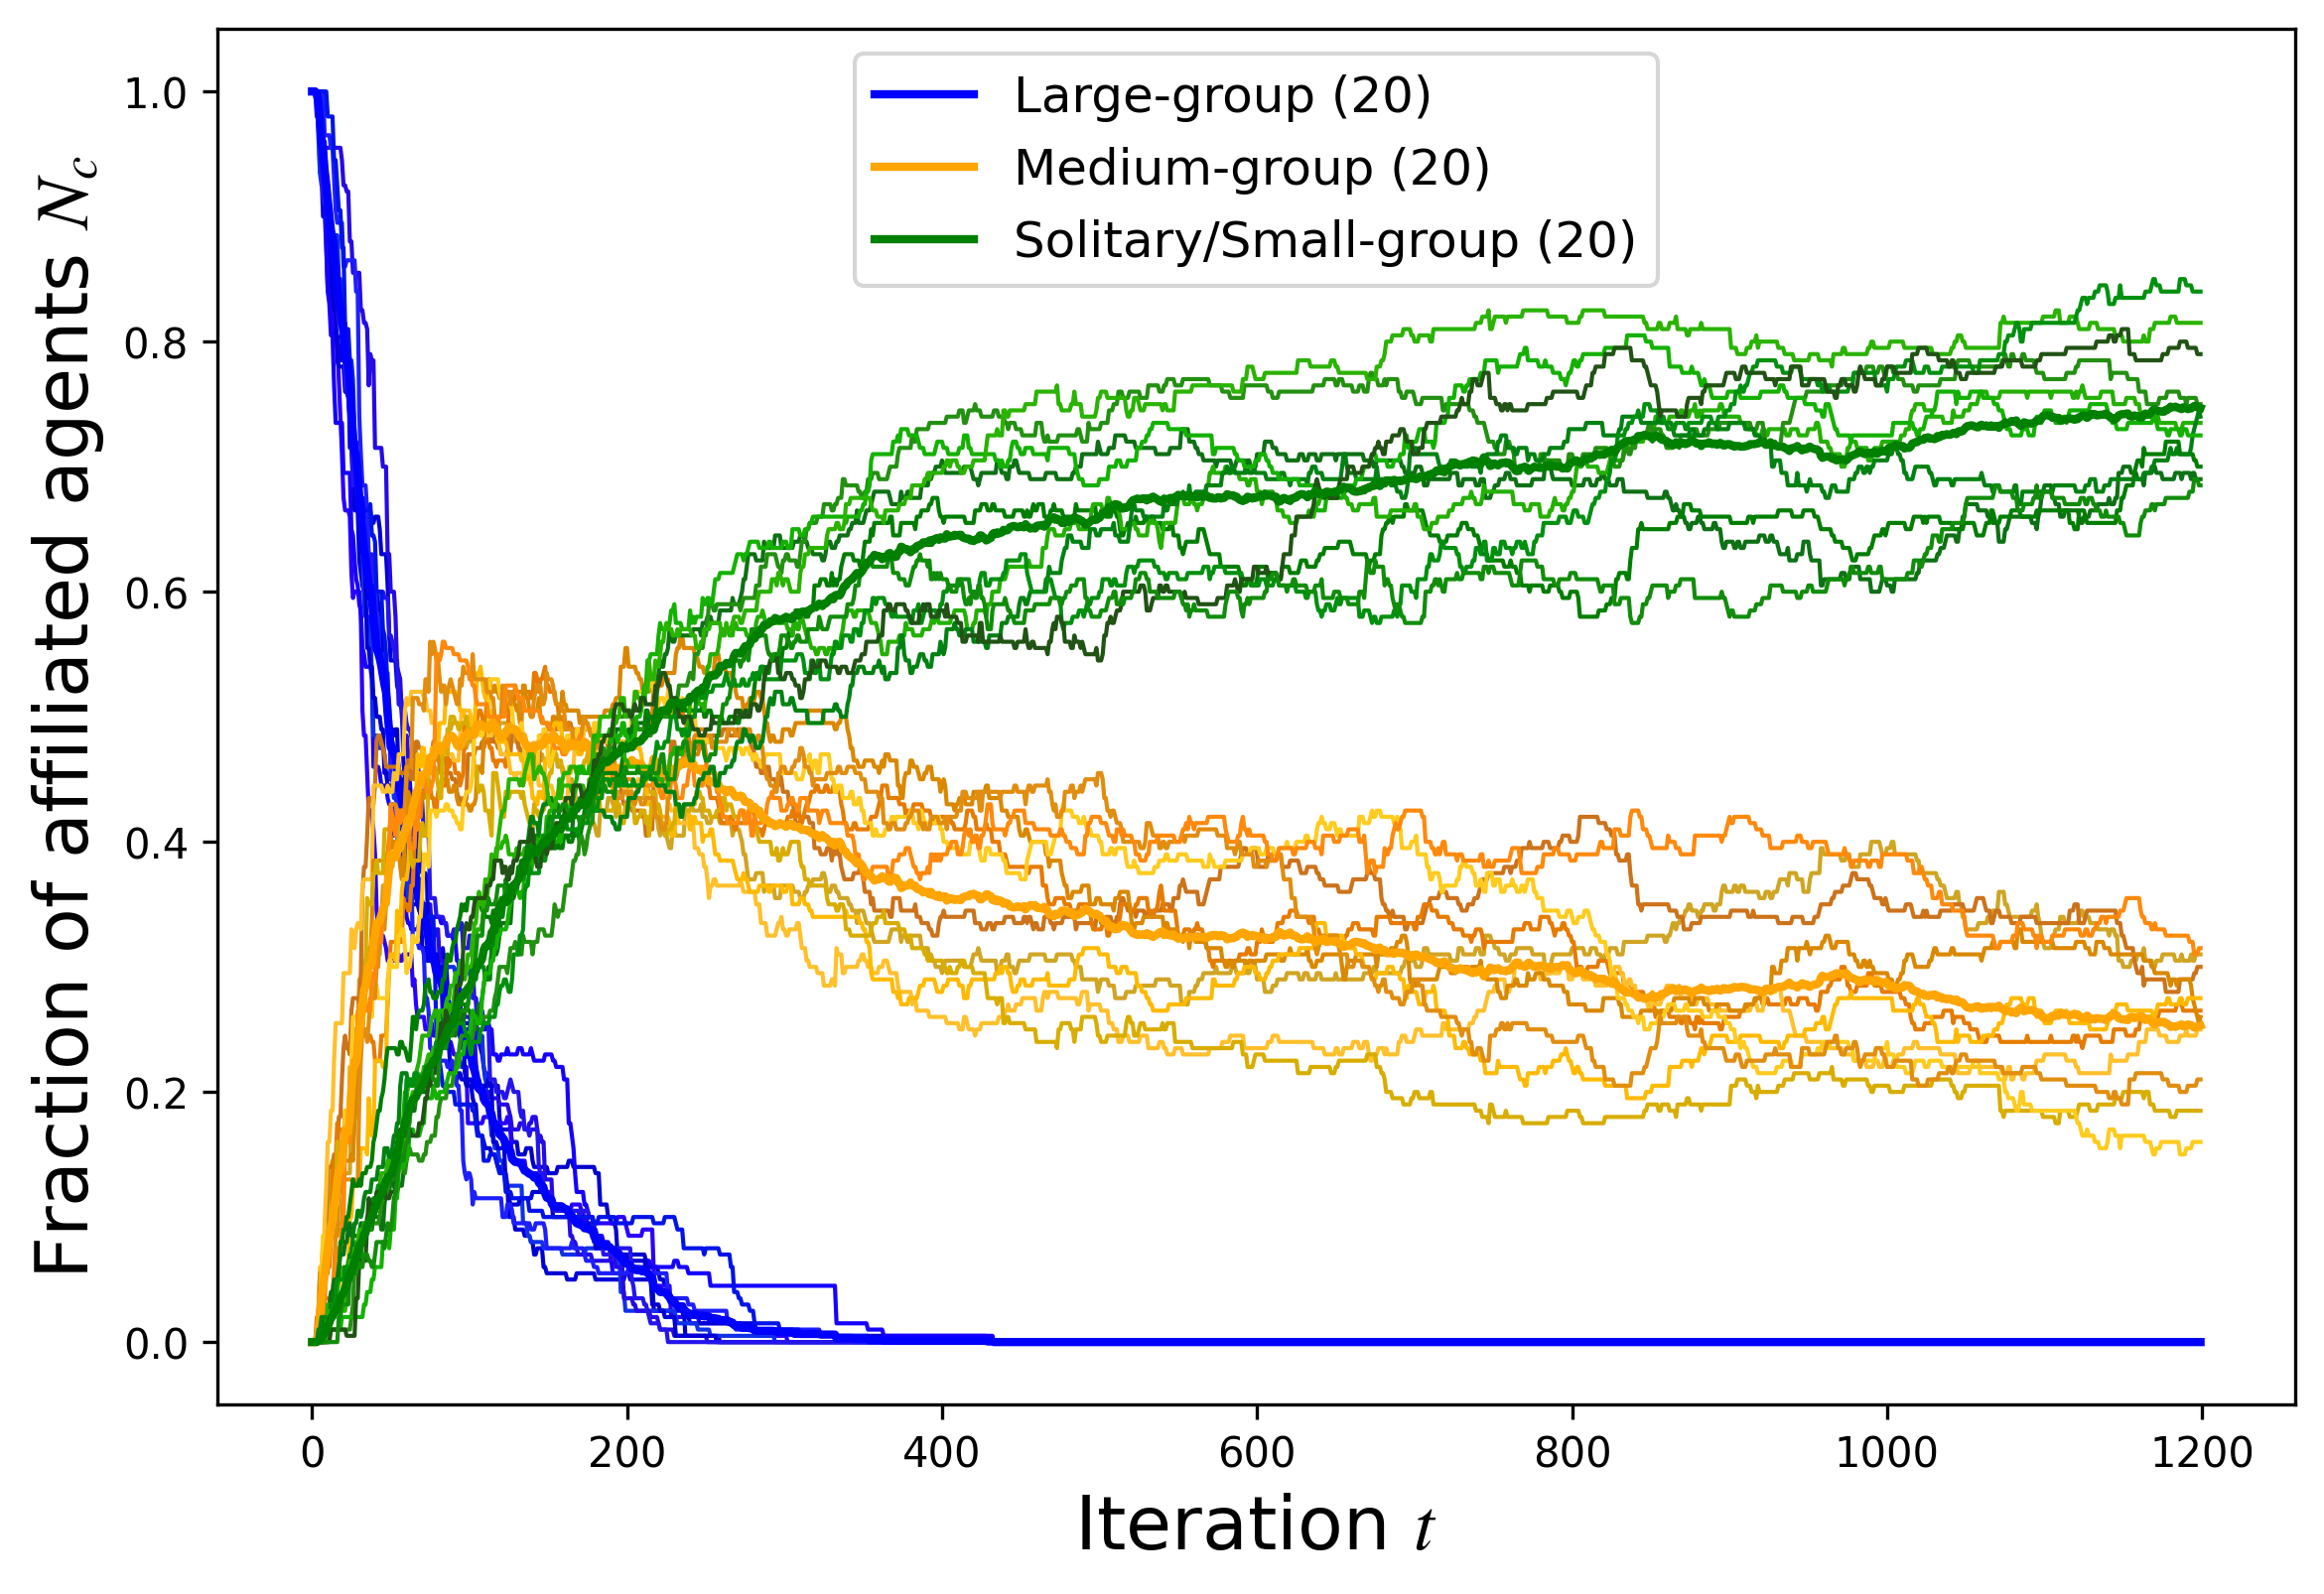 Large-group (20)
Medium-group (20)
Solitary/Small-group (20)
Fraction of affiliated agents N_c
1.0
0.8
0.6
0.4
0.2
0.0
0 200 400 600 800 1000 1200
Iteration t